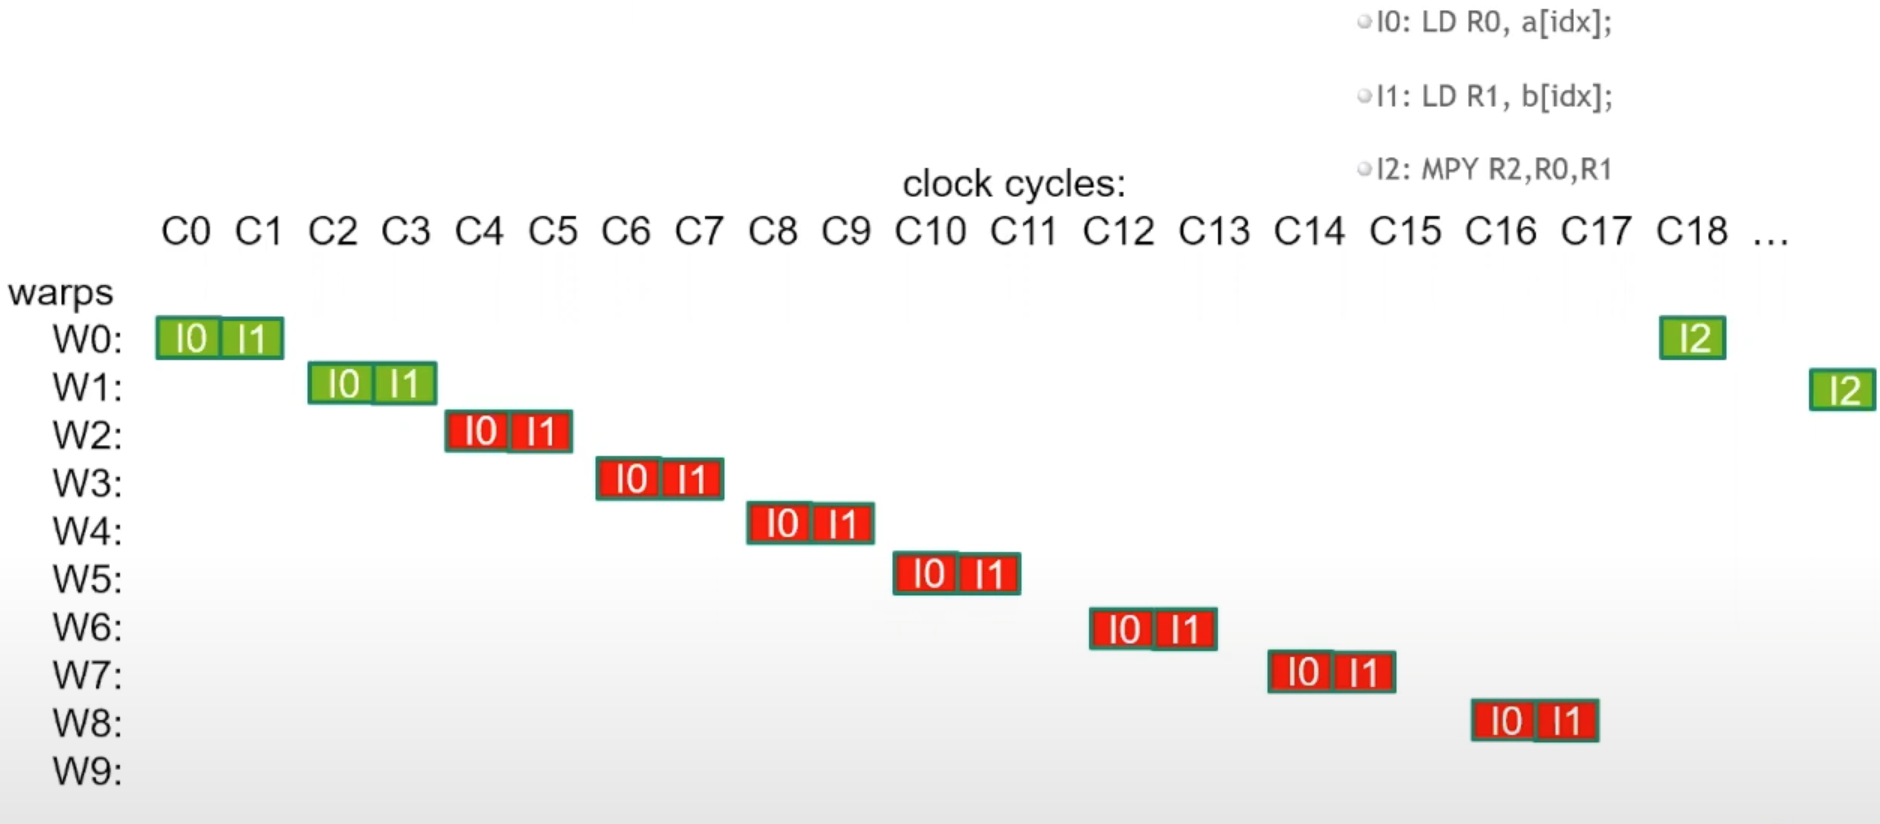 I0: LD R0, a[idx];
I1: LD R1, b[idx];
I2: MPY R2,R0,R1
clock cycles:
C0 C1 C2 C3 C4 C5 C6 C7 C8 C9 C10 C11 C12 C13 C14 C15 C16 C17 C18 ...
warps
W0: I0 I1 I2
W1: I0 I1 I2
W2: I0 I1
W3: I0 I1
W4: I0 I1
W5: I0 I1
W6: I0 I1
W7: I0 I1
W8: I0 I1
W9: